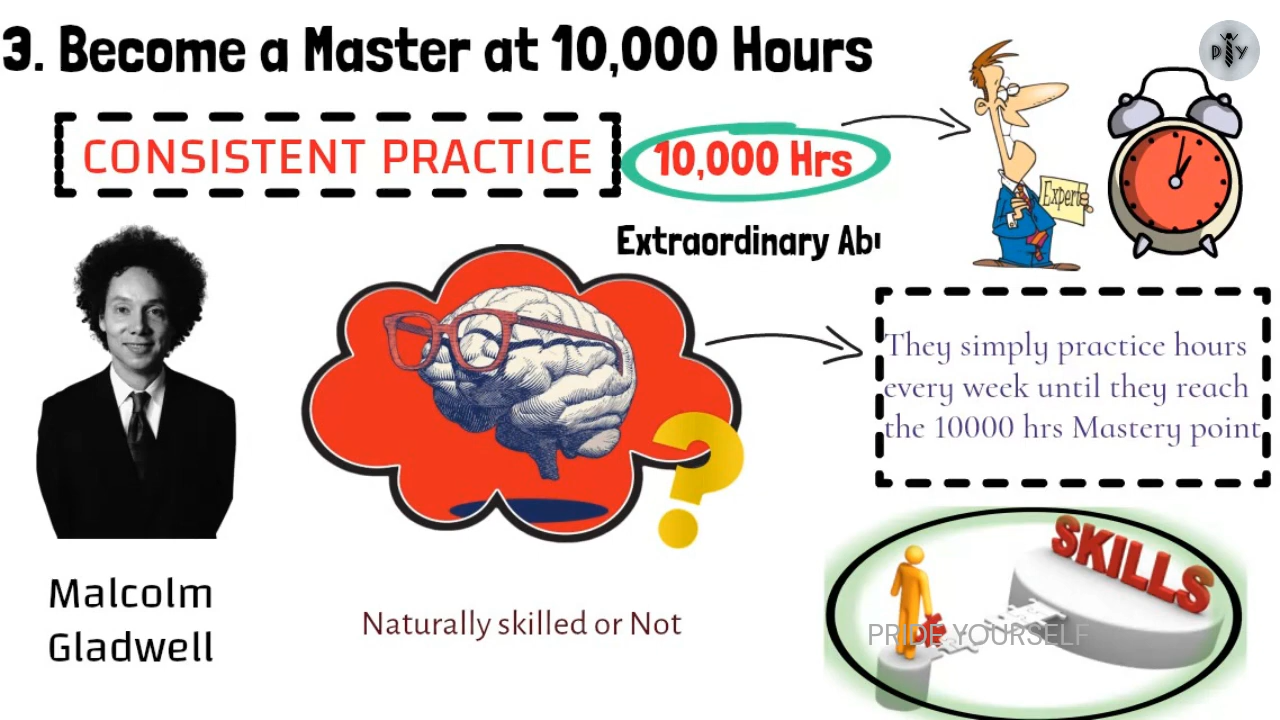 3. Become a Master at 10,000 Hours
PY
CONSISTENT PRACTICE
10,000 Hrs
Expert
Extraordinary Ab
They simply practice hours
every week until they reach
the 10000 hrs Mastery point
SKILLS
PRIDE YOURSELF
Malcolm
Gladwell
Naturally skilled or Not